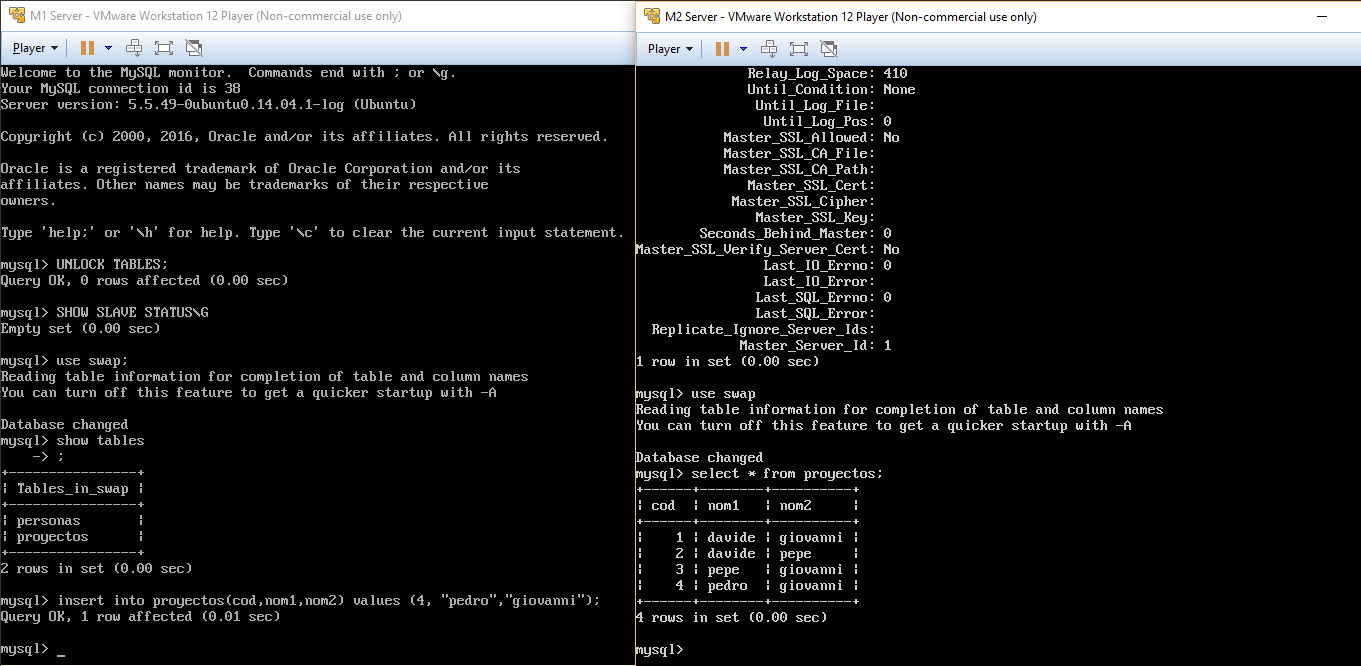 M1 Server - VMware Workstation 12 Player (Non-commercial use only)
Player
Welcome to the MySQL monitor.  Commands end with ; or \g.
Your MySQL connection id is 38
Server version: 5.5.49-0ubuntu0.14.04.1-log (Ubuntu)
Copyright (c) 2000, 2016, Oracle and/or its affiliates. All rights reserved.
Oracle is a registered trademark of Oracle Corporation and/or its
affiliates. Other names may be trademarks of their respective
owners.
Type 'help;' or '\h' for help. Type '\c' to clear the current input statement.
mysql> UNLOCK TABLES;
Query OK, 0 rows affected (0.00 sec)
mysql> SHOW SLAVE STATUS\G
Empty set (0.00 sec)
mysql> use swap;
Reading table information for completion of table and column names
You can turn off this feature to get a quicker startup with -A
Database changed
mysql> show tables
    -> ;
+----------------+
| Tables_in_swap |
+----------------+
| personas       |
| proyectos      |
+----------------+
2 rows in set (0.00 sec)
mysql> insert into proyectos(cod,nom1,nom2) values (4, "pedro","giovanni");
Query OK, 1 row affected (0.01 sec)
mysql> _
M2 Server - VMware Workstation 12 Player (Non-commercial use only)
Player
Relay_Log_Space: 410
Until_Condition: None
Until_Log_File:
Until_Log_Pos: 0
Master_SSL_Allowed: No
Master_SSL_CA_File:
Master_SSL_CA_Path:
Master_SSL_Cert:
Master_SSL_Cipher:
Master_SSL_Key:
Seconds_Behind_Master: 0
Master_SSL_Verify_Server_Cert: No
Last_IO_Errno: 0
Last_IO_Error:
Last_SQL_Errno: 0
Last_SQL_Error:
Replicate_Ignore_Server_Ids:
Master_Server_Id: 1
1 row in set (0.00 sec)
mysql> use swap
Reading table information for completion of table and column names
You can turn off this feature to get a quicker startup with -A
Database changed
mysql> select * from proyectos;
+------+--------+----------+
| cod  | nom1   | nom2     |
+------+--------+----------+
|    1 | davide | giovanni |
|    2 | davide | pepe     |
|    3 | pepe   | giovanni |
|    4 | pedro  | giovanni |
+------+--------+----------+
4 rows in set (0.00 sec)
mysql>